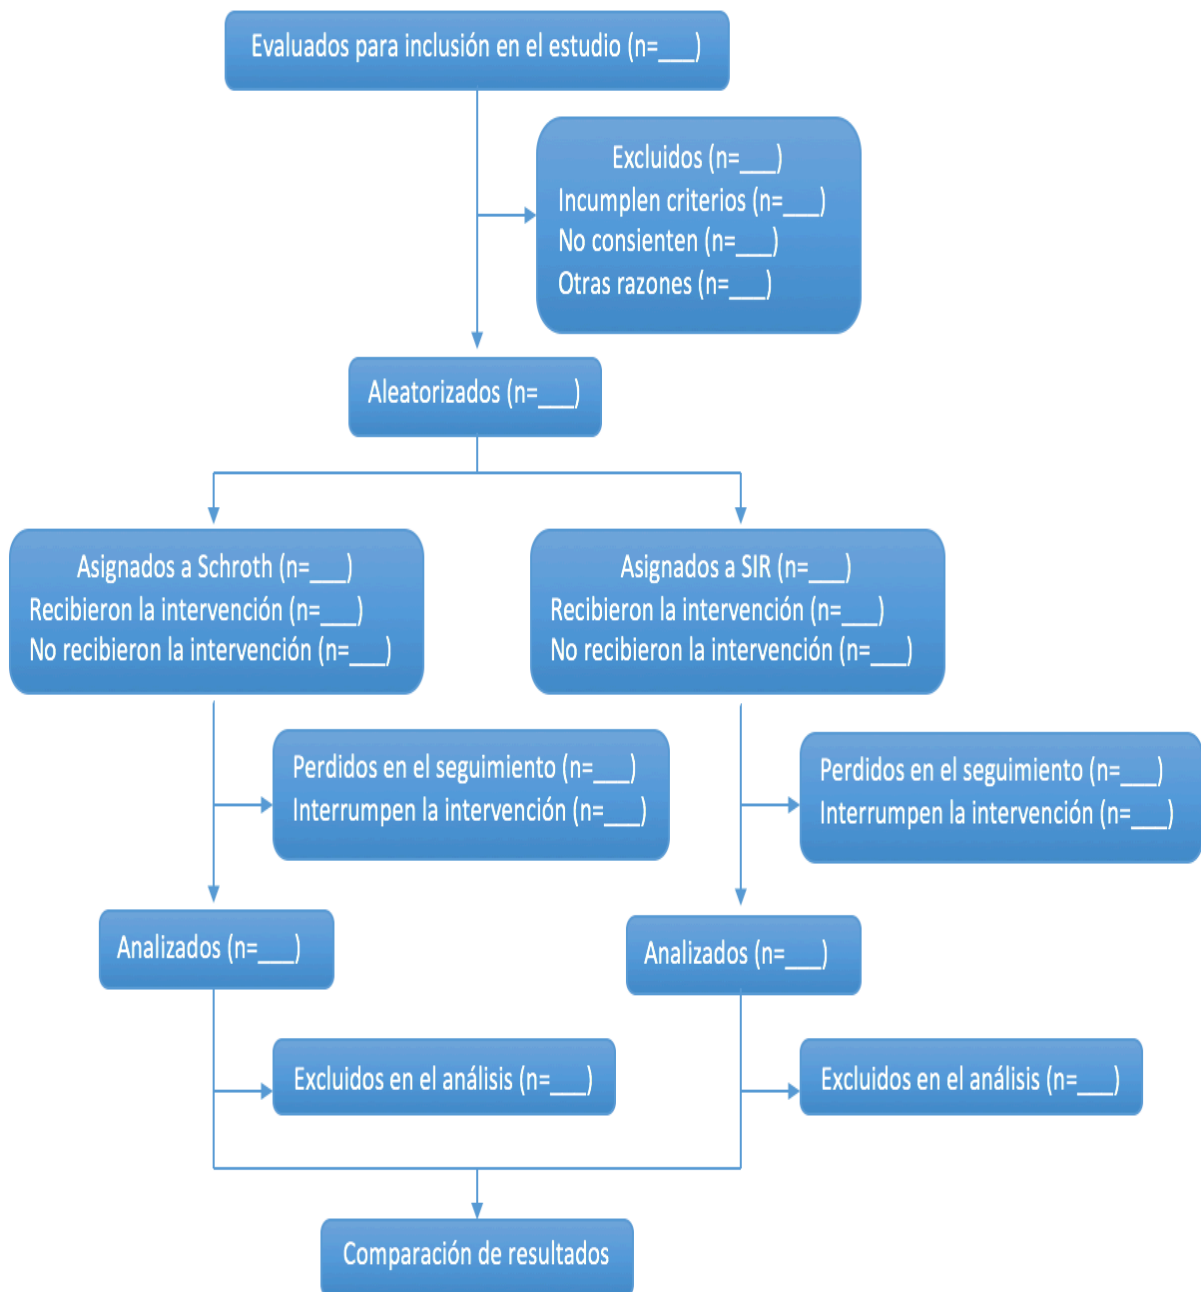 Evaluados para inclusión en el estudio (n=___)
Excluidos (n=___)
Incumplen criterios (n=___)
No consienten (n=___)
Otras razones (n=___)
Aleatorizados (n=___)
Asignados a Schroth (n=___)
Recibieron la intervención (n=___)
No recibieron la intervención (n=___)
Asignados a SIR (n=___)
Recibieron la intervención (n=___)
No recibieron la intervención (n=___)
Perdidos en el seguimiento (n=___)
Interrumpen la intervención (n=___)
Perdidos en el seguimiento (n=___)
Interrumpen la intervención (n=___)
Analizados (n=___)
Analizados (n=___)
Excluidos en el análisis (n=___)
Excluidos en el análisis (n=___)
Comparación de resultados